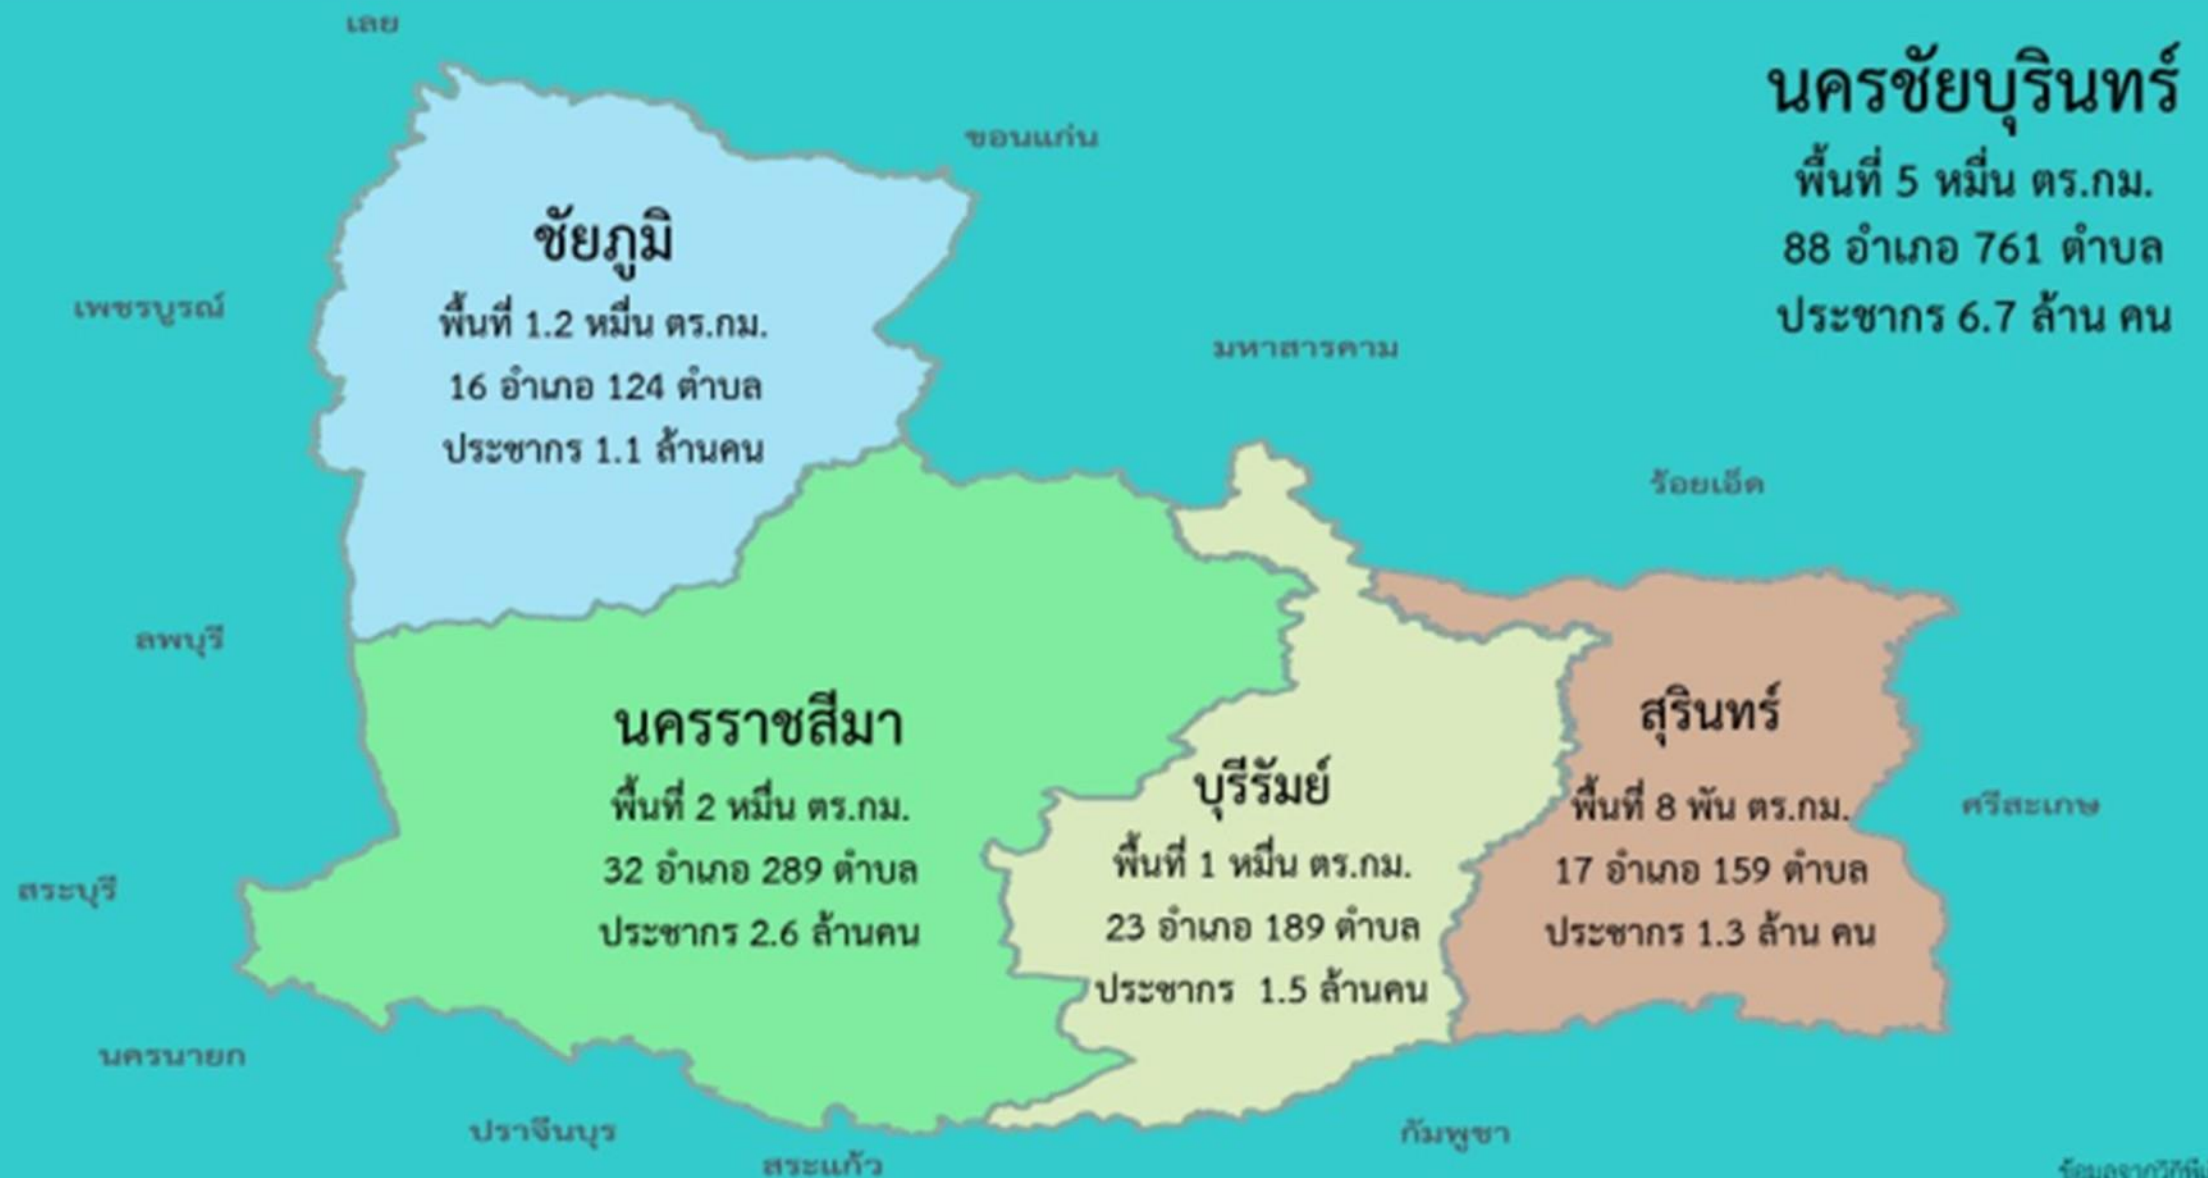 เลย
นครชัยบุรินทร์
พื้นที่ 5 หมื่น ตร.กม.
88 อำเภอ 761 ตำบล
ประชากร 6.7 ล้าน คน
ขอนแก่น
ชัยภูมิ
พื้นที่ 1.2 หมื่น ตร.กม.
16 อำเภอ 124 ตำบล
ประชากร 1.1 ล้านคน
เพชรบูรณ์
มหาสารคาม
ร้อยเอ็ด
ลพบุรี
นครราชสีมา
พื้นที่ 2 หมื่น ตร.กม.
32 อำเภอ 289 ตำบล
ประชากร 2.6 ล้านคน
บุรีรัมย์
พื้นที่ 1 หมื่น ตร.กม.
23 อำเภอ 189 ตำบล
ประชากร 1.5 ล้านคน
สุรินทร์
พื้นที่ 8 พัน ตร.กม.
17 อำเภอ 159 ตำบล
ประชากร 1.3 ล้าน คน
ศรีสะเกษ
สระบุรี
นครนายก
ปราจีนบุร
สระแก้ว
กัมพูชา